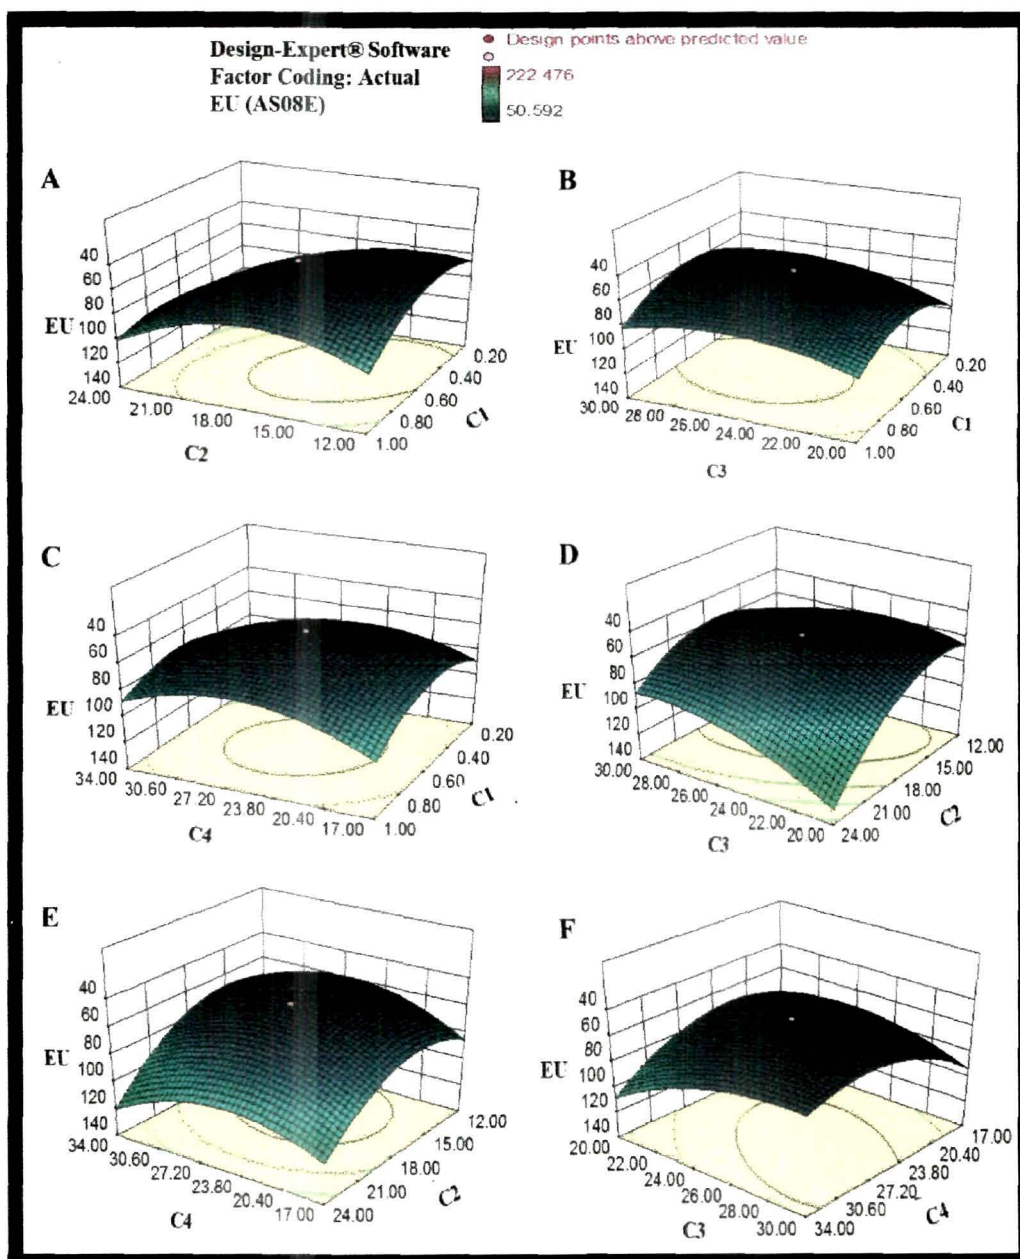 Design-Expert® Software
Factor Coding: Actual
EU (AS08E)
Design points above predicted value
222.476
50.592
A
40
60
80
100
120
140
EU
24.00 21.00 18.00 15.00 12.00
C2
1.00 0.80 0.60 0.40 0.20
C1
B
40
60
80
100
120
140
EU
30.00 28.00 26.00 24.00 22.00 20.00
C3
1.00 0.80 0.60 0.40 0.20
C1
C
40
60
80
100
120
140
EU
34.00 30.60 27.20 23.80 20.40 17.00
C4
1.00 0.80 0.60 0.40 0.20
C1
D
40
60
80
100
120
140
EU
30.00 28.00 26.00 24.00 22.00 20.00
C3
24.00 21.00 18.00 15.00 12.00
C2
E
40
60
80
100
120
140
EU
34.00 30.60 27.20 23.80 20.40 17.00
C4
24.00 21.00 18.00 15.00 12.00
C2
F
40
60
80
100
120
140
EU
20.00 22.00 24.00 26.00 28.00 30.00
C3
34.00 30.60 27.20 23.80 20.40 17.00
C4